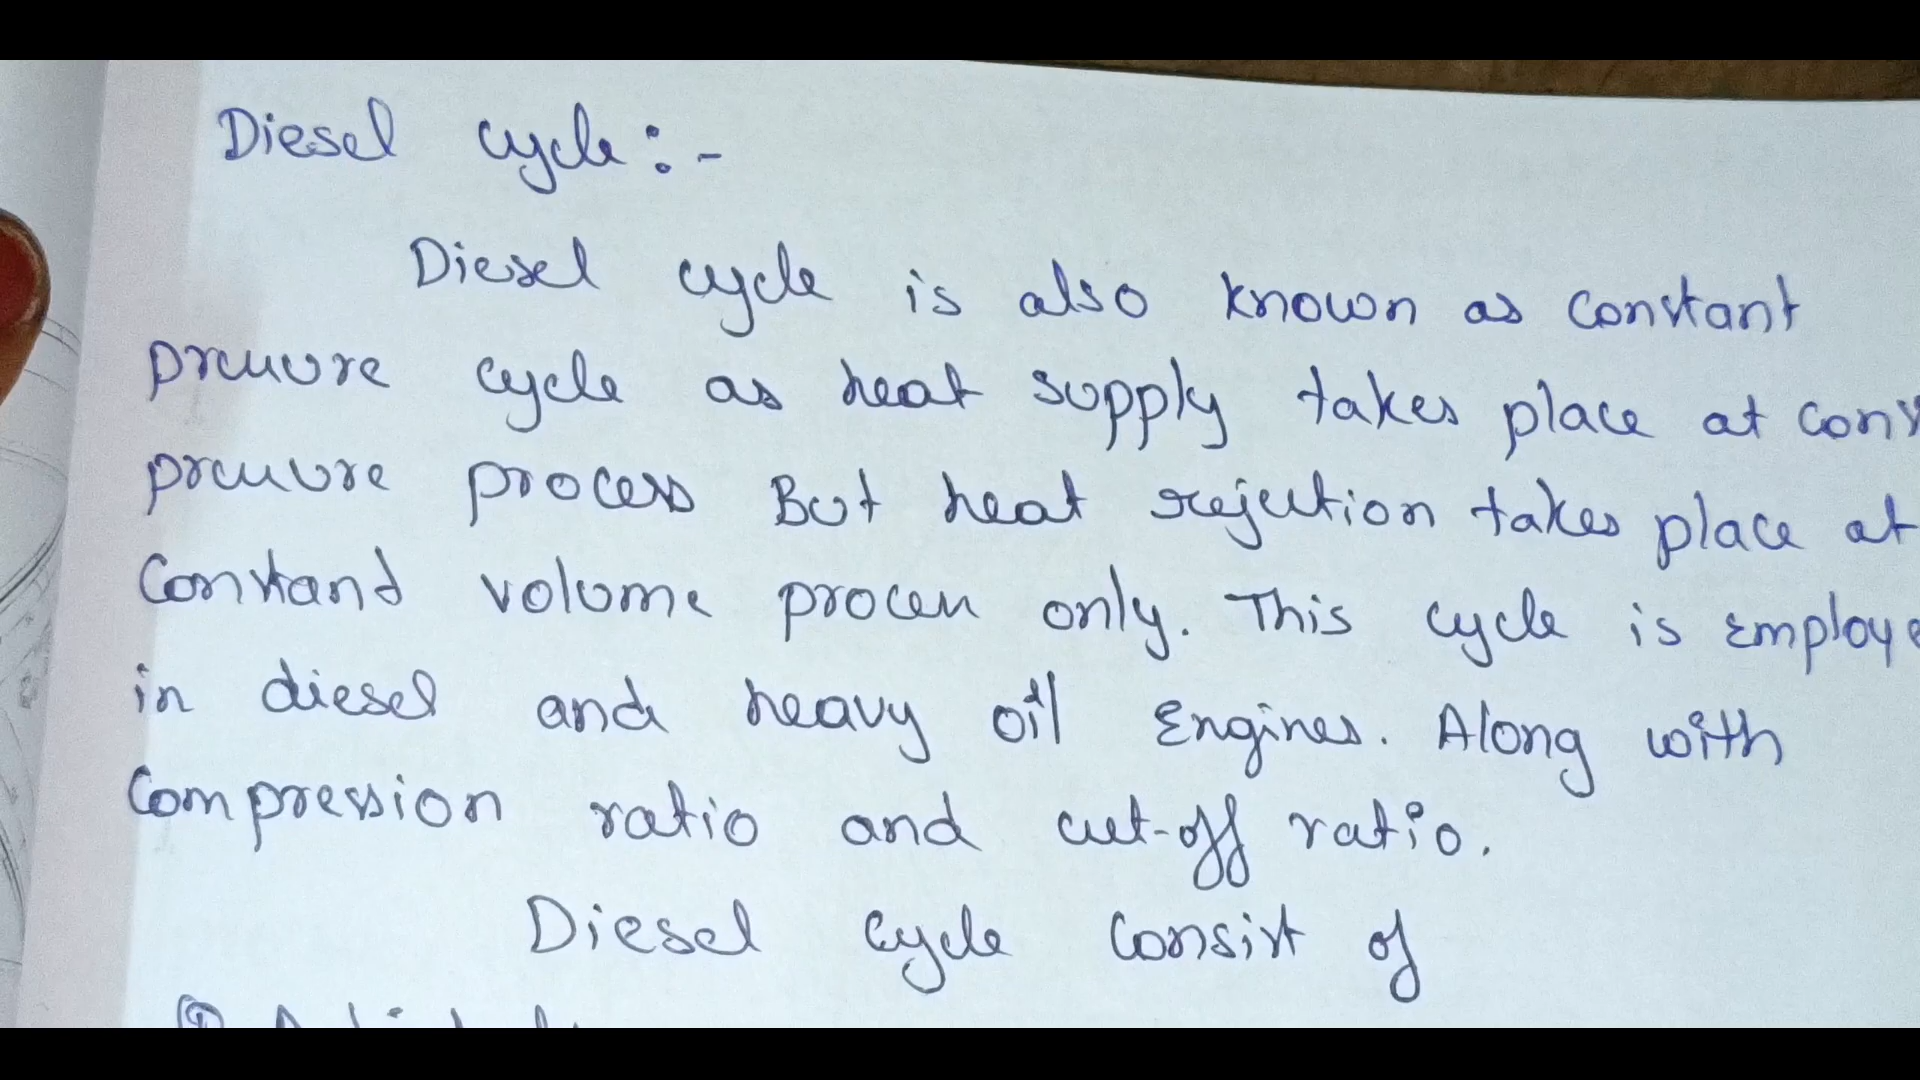 Diesel cycle:-
Diesel cycle is also known as constant
pressure cycle as heat supply takes place at cons
pressure process But heat rejection takes place at
Constand volume process only. This cycle is employe
in diesel and heavy oil Engines. Along with
Compression ratio and cut-off ratio.
Diesel cycle consist of